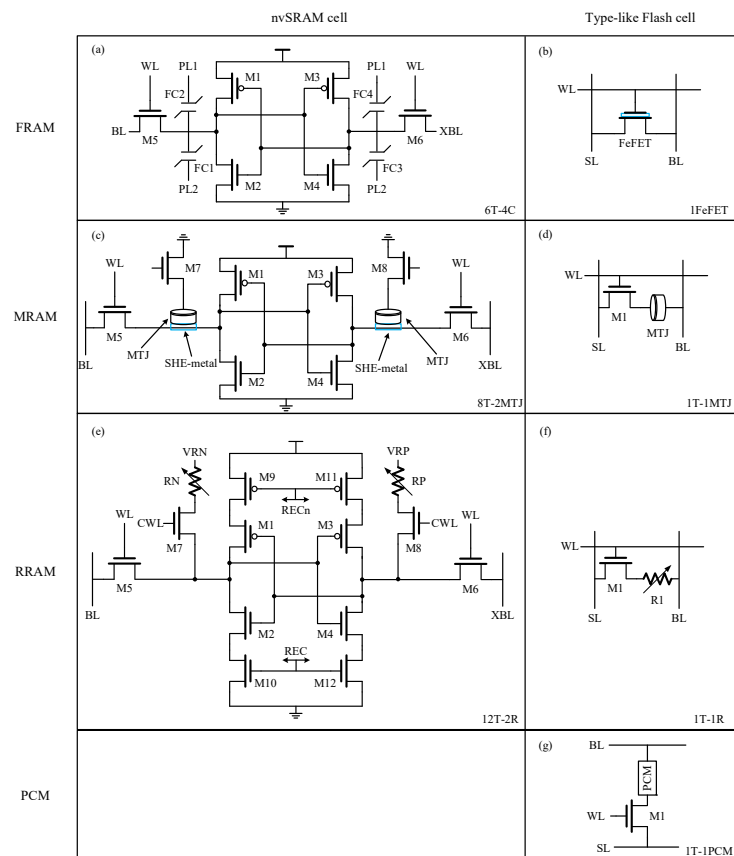 nvSRAM cell
Type-like Flash cell
FRAM
(a)
WL
PL1
M1
M3
PL1
WL
FC2
FC4
BL
M5
M6
XBL
FC1
FC3
PL2
M2
M4
PL2
6T-4C
(b)
WL
FeFET
SL
BL
1FeFET
MRAM
(c)
WL
M7
M1
M3
M8
WL
M5
M6
BL
MTJ
SHE-metal
M2
M4
SHE-metal
MTJ
XBL
8T-2MTJ
(d)
WL
M1
MTJ
SL
BL
1T-1MTJ
RRAM
(e)
VRN
VRP
RN
M9
M11
RP
RECn
WL
CWL
M1
M3
CWL
WL
M7
M8
M5
M6
BL
XBL
M2
M4
REC
M10
M12
12T-2R
(f)
WL
M1
R1
SL
BL
1T-1R
PCM
(g)
BL
PCM
WL
M1
SL
1T-1PCM